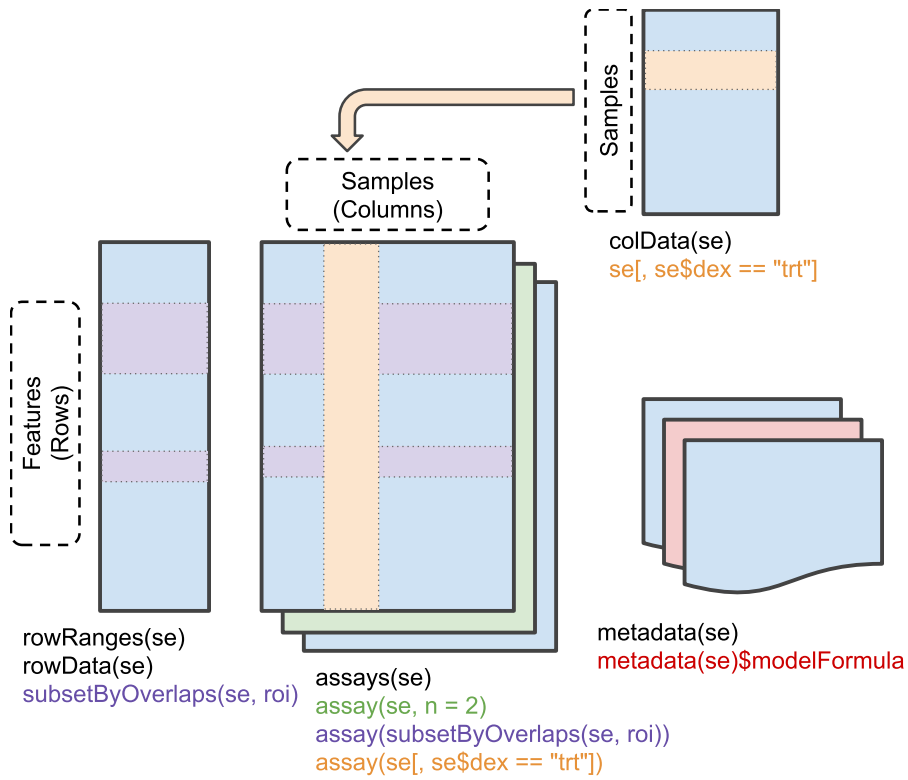 Samples
Samples
(Columns)
colData(se)
se[, se$dex == "trt"]
Features
(Rows)
rowRanges(se)
rowData(se)
subsetByOverlaps(se, roi)
assays(se)
assay(se, n = 2)
assay(subsetByOverlaps(se, roi))
assay(se[, se$dex == "trt"])
metadata(se)
metadata(se)$modelFormula